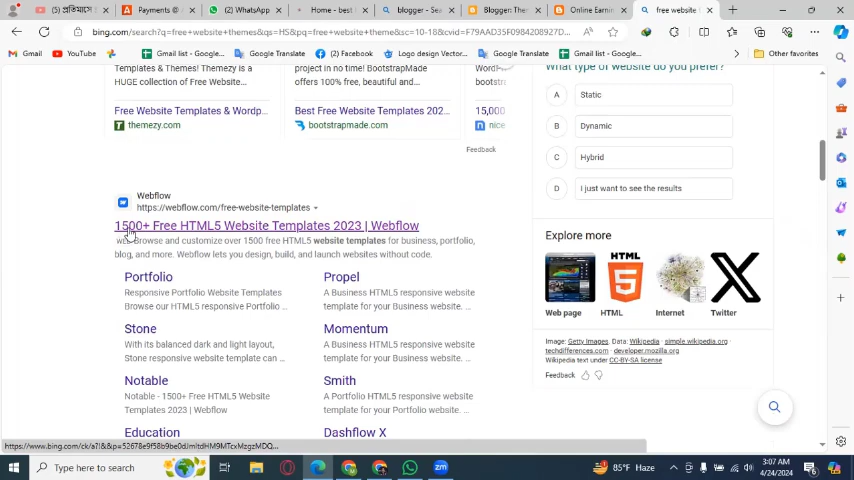 (5) প্রতিমাসে
Payments @ A
(2) WhatsApp
Home - best
blogger - Sea
Blogger: Them
Online Earnin
free website
bing.com/search?q=free+website+themes&qs=HS&pq=free+website+theme&sc=10-18&cvid=F79AAD35F0984208927D...
Gmail
YouTube
Gmail list - Google...
Google Translate
(2) Facebook
Logo design Vector...
Google Translate
Gmail list - Google...
Other favorites
Templates & Themes! Themezy is a
HUGE collection of Free Website...
Free Website Templates & Wordp...
themezy.com
project in no time! BootstrapMade
offers 100% free, beautiful and...
Best Free Website Templates 202...
bootstrapmade.com
WordP
15,000
nice
Feedback
Webflow
https://webflow.com/free-website-templates
1500+ Free HTML5 Website Templates 2023 | Webflow
Browse and customize over 1500 free HTML5 website templates for business, portfolio,
blog, and more. Webflow lets you design, build, and launch websites without code.
Portfolio
Responsive Portfolio Website Templates
Browse our HTML5 responsive Portfolio ...
Propel
A Business HTML5 responsive website
template for your Business website. ...
Stone
With its balanced dark and light layout,
Stone responsive website template can ...
Momentum
A Business HTML5 responsive website
template for your Business website. ...
Notable
Notable - 1500+ Free HTML5 Website
Templates 2023 | Webflow
Smith
A Portfolio HTML5 responsive website
template for your Portfolio website. ...
Education
Dashflow X
What type of website do you prefer?
A Static
B Dynamic
C Hybrid
D I just want to see the results
Explore more
Web page
HTML
Internet
Twitter
Image: Getty Images, Data: Wikipedia · simple.wikipedia.org ·
techdifferences.com · developer.mozilla.org
Wikipedia text under CC-BY-SA license
Feedback
Type here to search
85°F Haze
3:07 AM
4/24/2024